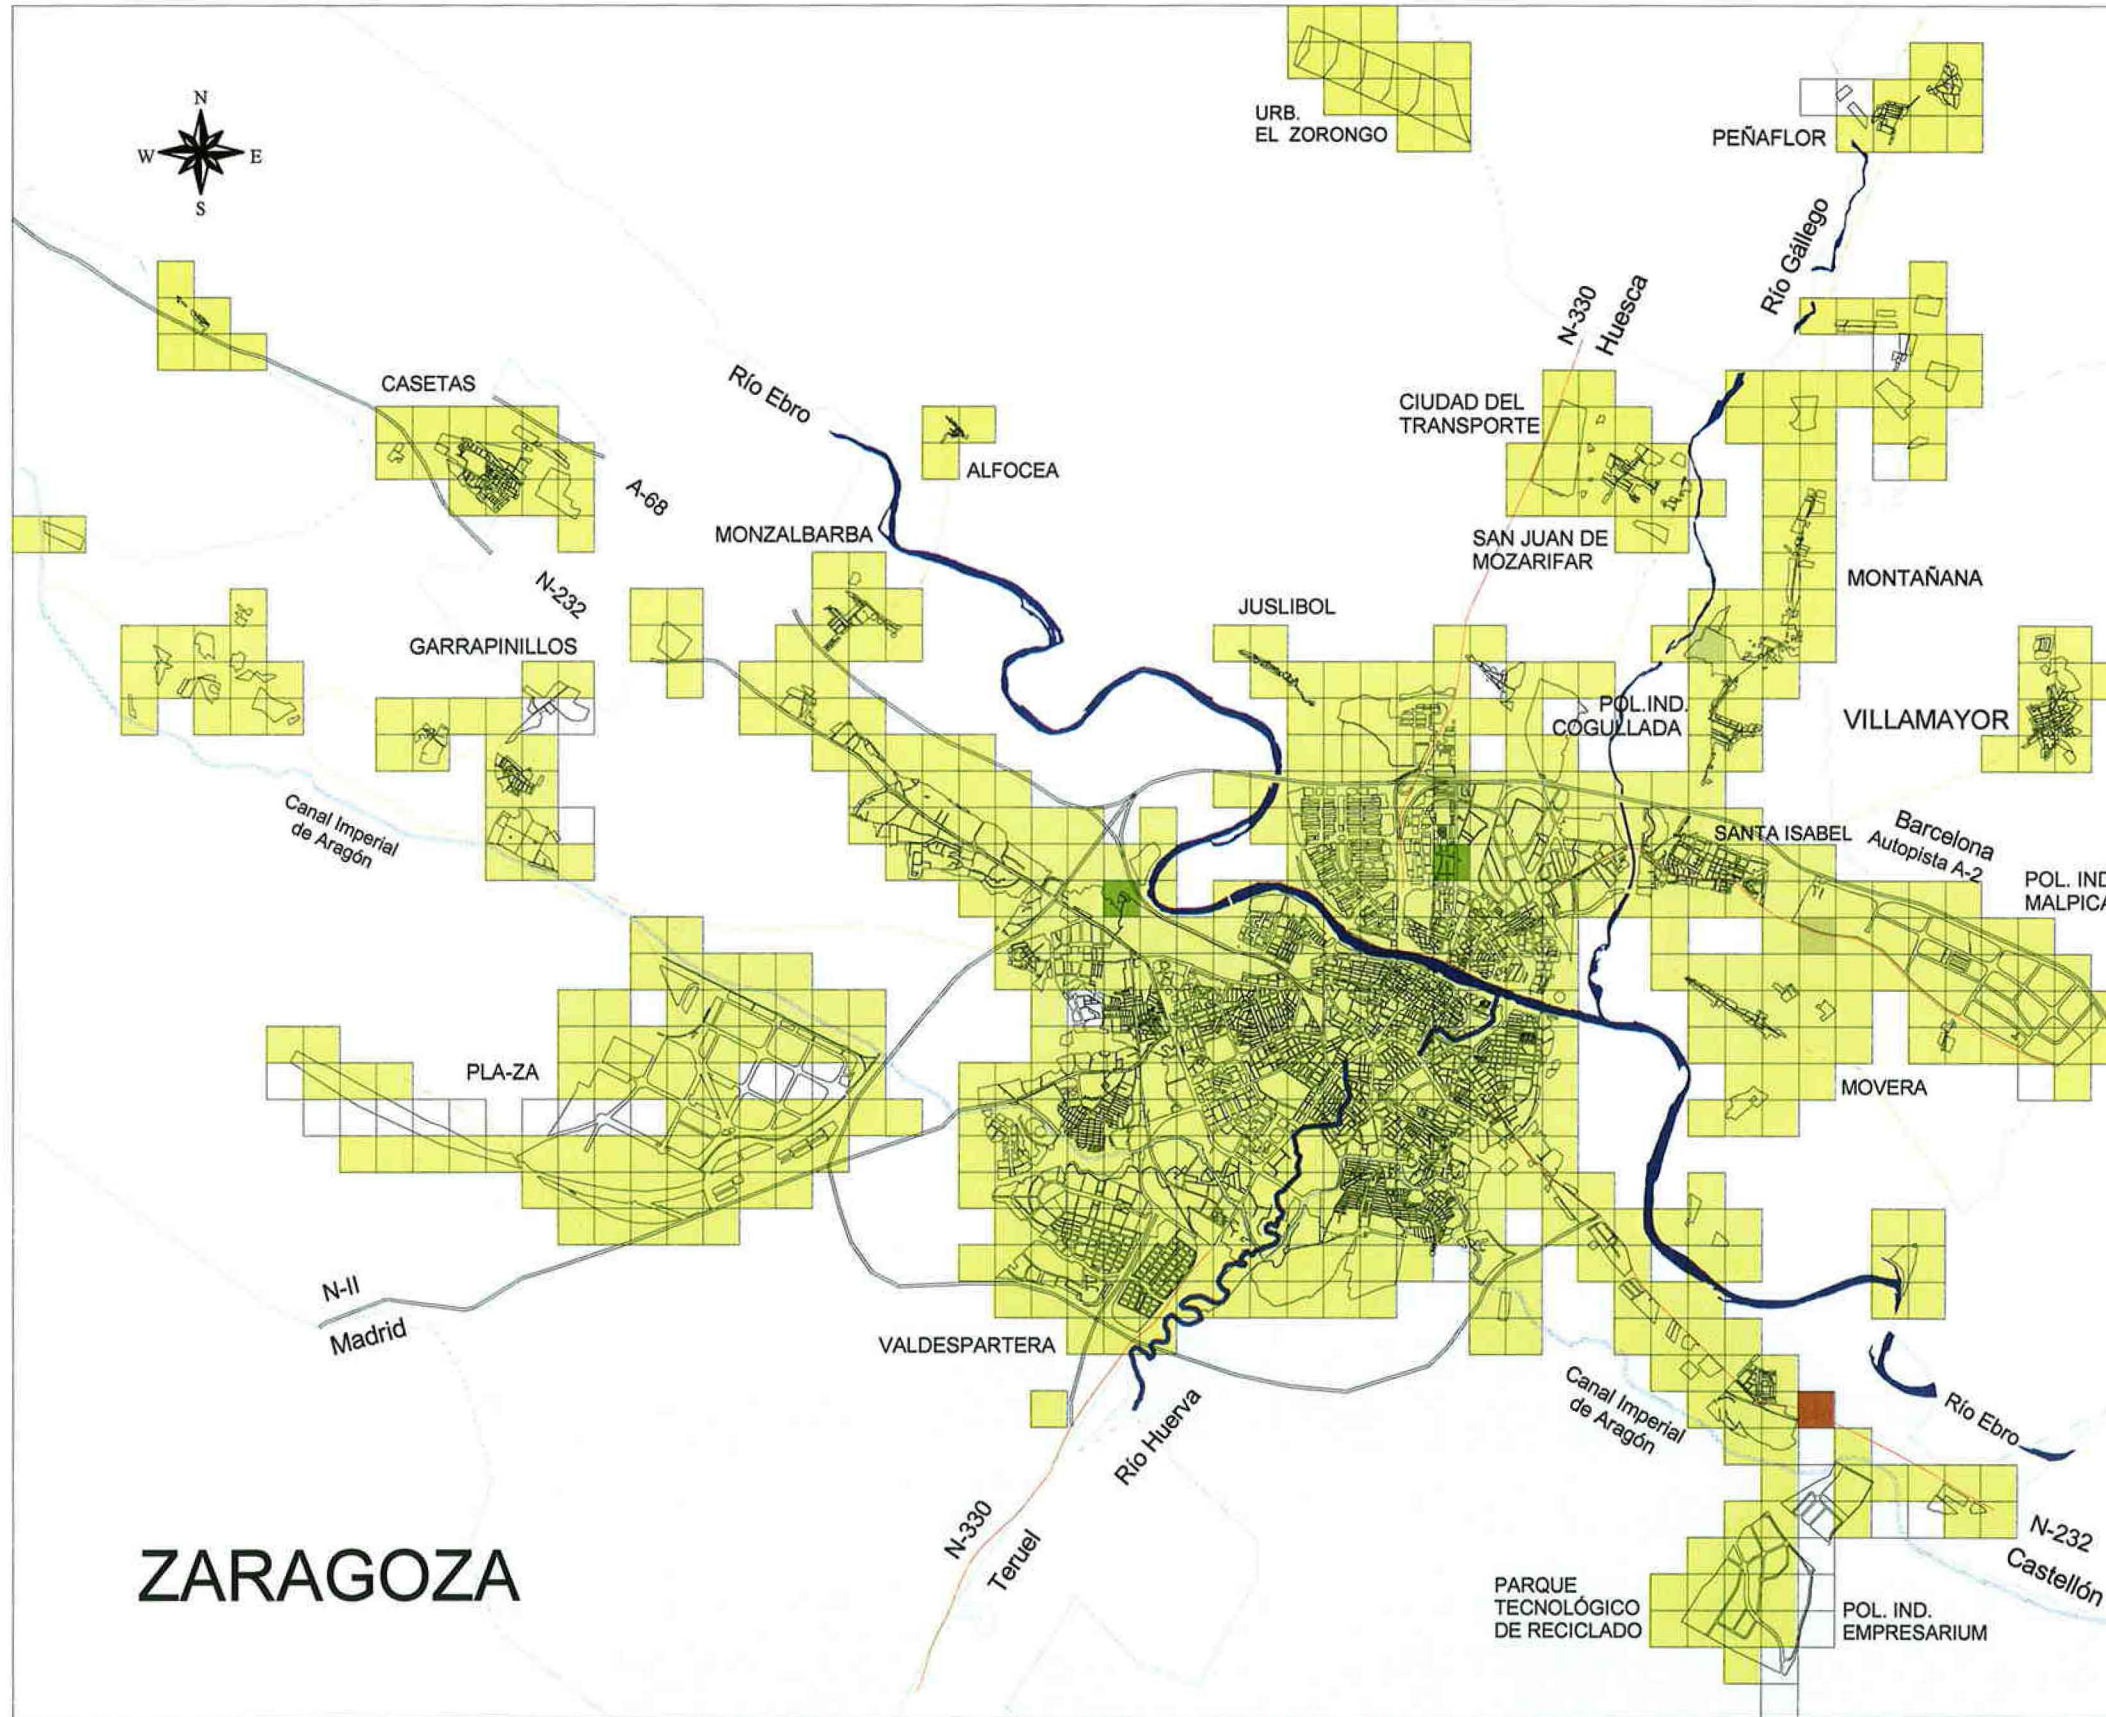 N
W
E
S
URB.
EL ZORONGO
PEÑAFLOR
Río Gállego
N-330
Huesca
CASETAS
Río Ebro
CIUDAD DEL
TRANSPORTE
ALFOCEA
A-68
MONZALBARBA
SAN JUAN DE
MOZARIFAR
MONTAÑANA
N-232
JUSLIBOL
GARRAPINILLOS
POL.IND.
COGULLADA
VILLAMAYOR
Canal Imperial
de Aragón
SANTA ISABEL
Barcelona
Autopista A-2
POL. IND
MALPICA
PLA-ZA
MOVERA
N-II
Madrid
VALDESPARTERA
Río Huerva
Canal Imperial
de Aragón
Río Ebro
N-330
Teruel
N-232
Castellón
ZARAGOZA
PARQUE
TECNOLÓGICO
DE RECICLADO
POL. IND.
EMPRESARIUM